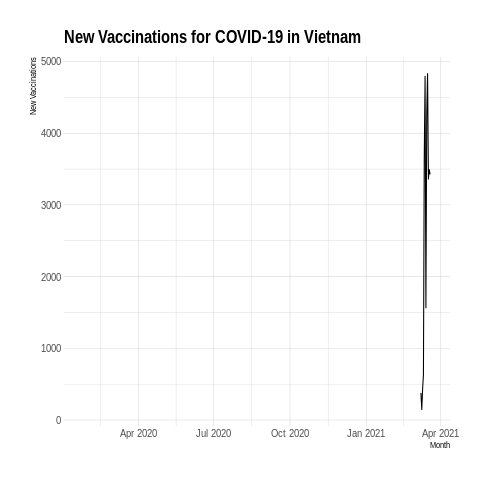 New Vaccinations for COVID-19 in Vietnam
New Vaccinations
5000
4000
3000
2000
1000
0
Apr 2020 Jul 2020 Oct 2020 Jan 2021 Apr 2021
Month